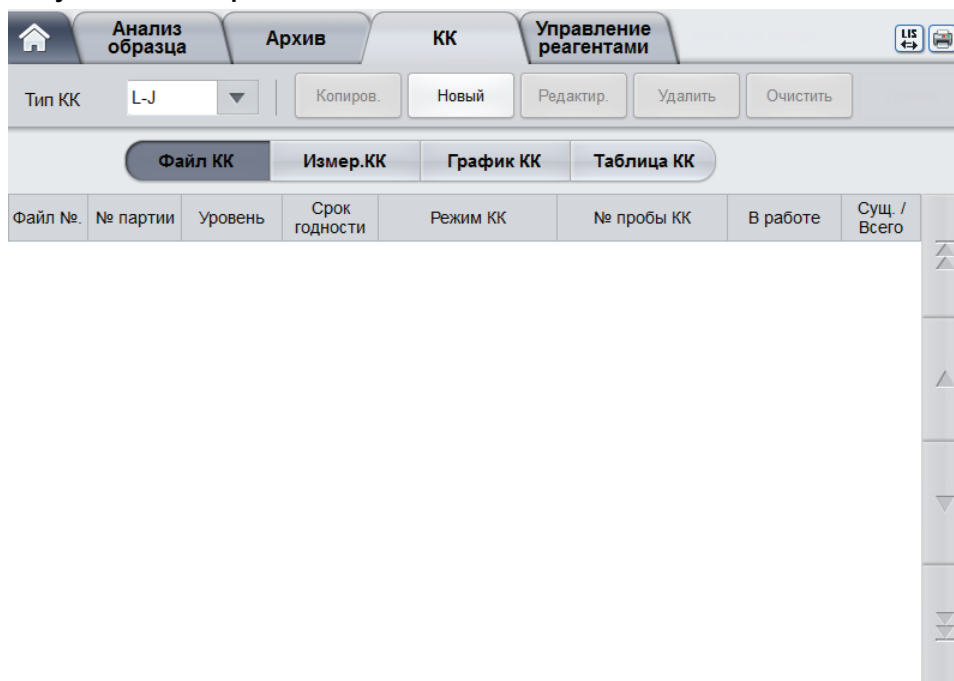 Анализ
образца
Архив
КК
Управление
реагентами
LIS
Тип КК
L-J
Копиров.
Новый
Редактир.
Удалить
Очистить
Файл КК
Измер.КК
График КК
Таблица КК
Файл №.
№ партии
Уровень
Срок
годности
Режим КК
№ пробы КК
В работе
Сущ. /
Всего